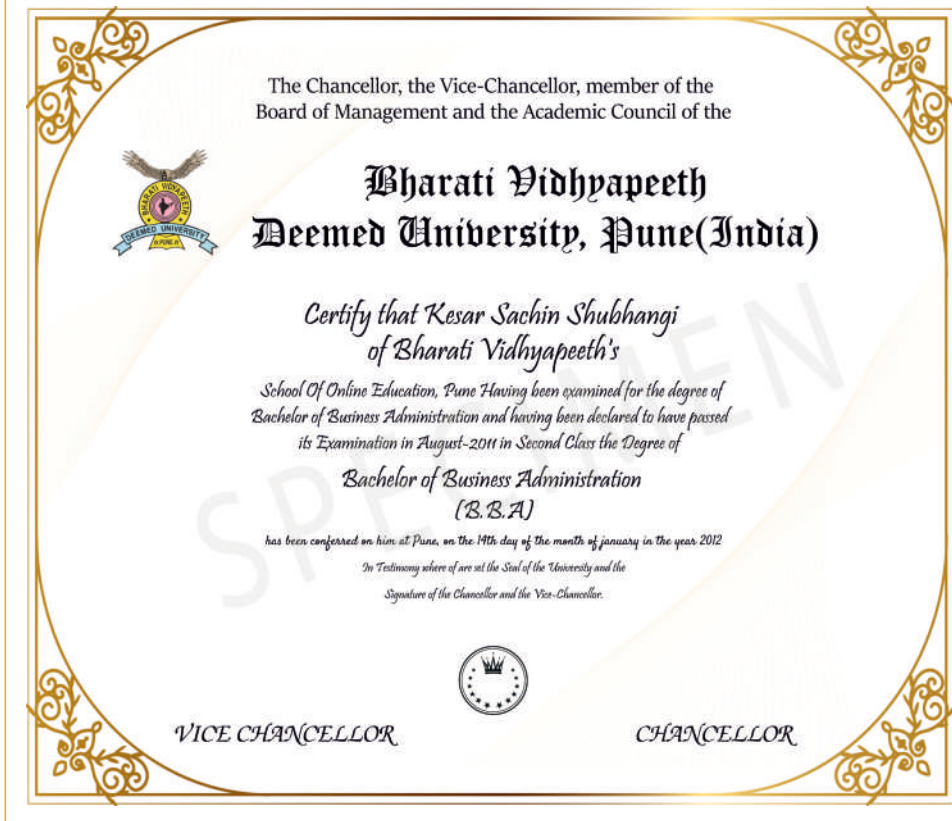 The Chancellor, the Vice-Chancellor, member of the
Board of Management and the Academic Council of the
BHARATI VIDYAPEETH
DEEMED UNIVERSITY
Bharati Vidhyapeeth
Deemed University, Pune(India)
Certify that Kesar Sachin Shubhangi
of Bharati Vidhyapeeth's
School Of Online Education, Pune Having been examined for the degree of
Bachelor of Business Administration and having been declared to have passed
its Examination in August-2011 in Second Class the Degree of
SPECIMEN
Bachelor of Business Administration
(B.B.A)
has been conferred on him at Pune, on the 14th day of the month of january in the year 2012
In Testimony where of are set the Seal of the University and the
Signature of the Chancellor and the Vice-Chancellor.
VICE CHANCELLOR
CHANCELLOR